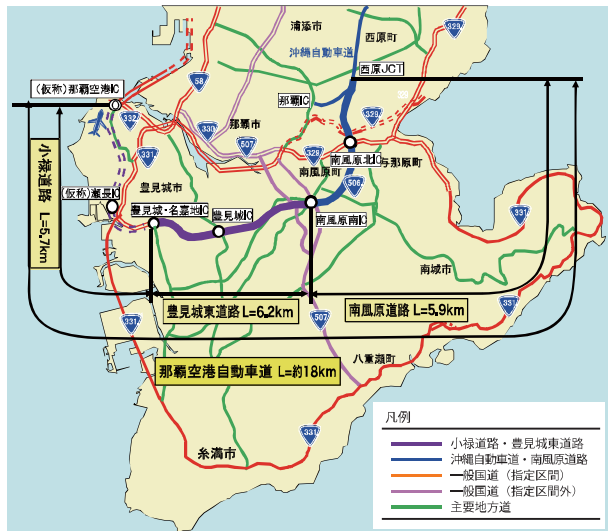 浦添市
西原町
329
沖縄自動車道
西原JCT
58
(仮称)那覇空港IC
那覇IC
332
330
那覇市
329
507
329
南風原北IC
与那原町
331
南風原町
506
小禄道路 L=5.7km
豊見城市
(仮称)瀬長IC
豊見城・名嘉地IC
豊見城IC
南風原南IC
331
南城市
豊見城東道路 L=6.2km
南風原道路 L=5.9km
331
331
507
那覇空港自動車道 L=約18km
八重瀬町
331
糸満市
凡例
小禄道路・豊見城東道路
沖縄自動車道・南風原道路
一般国道(指定区間)
一般国道(指定区間外)
主要地方道